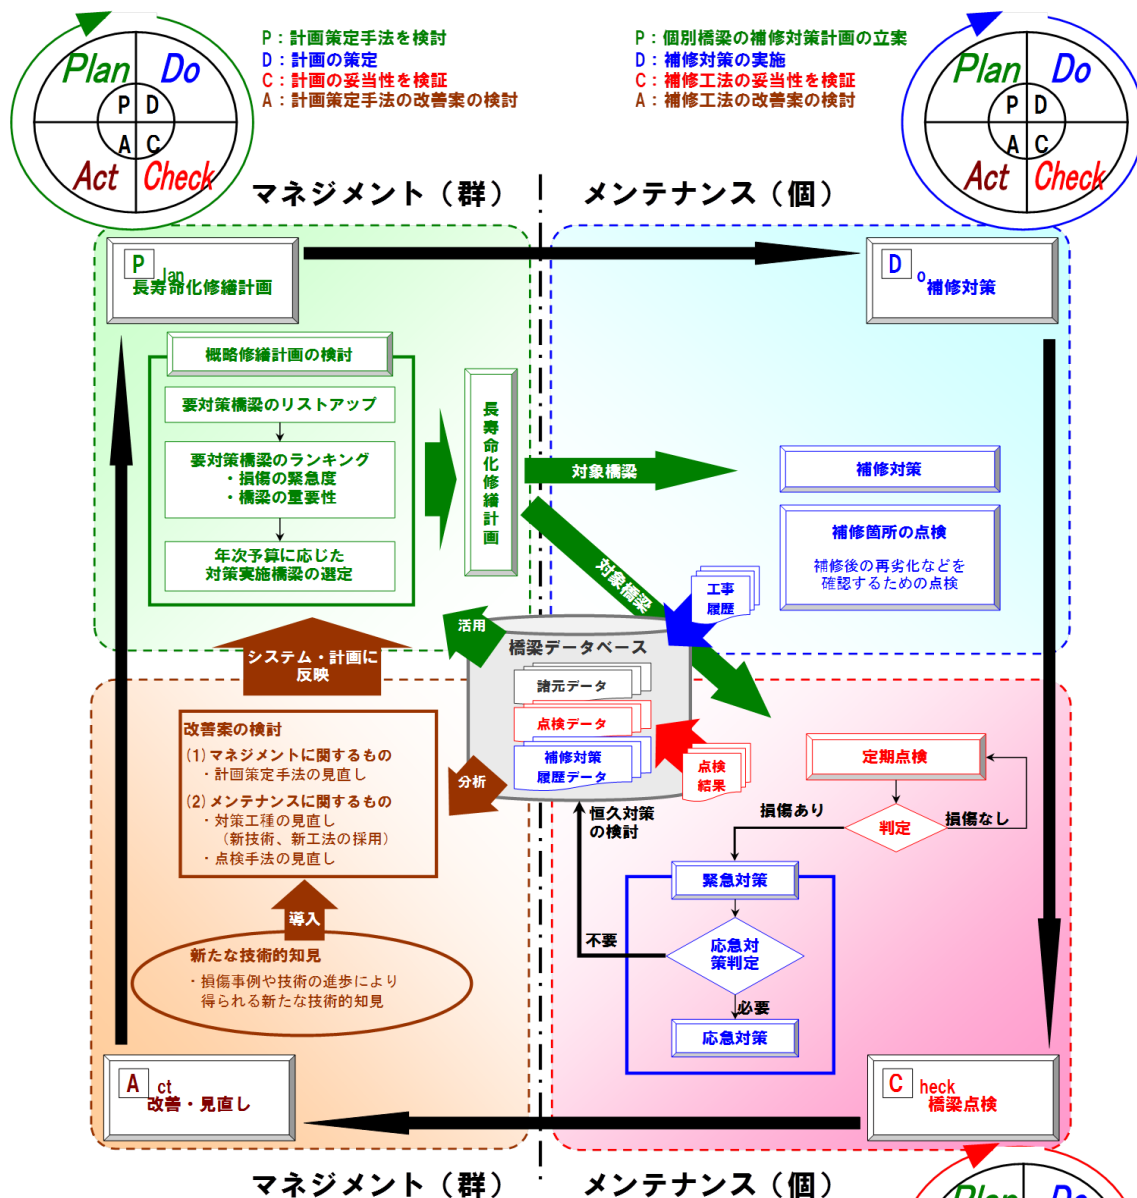 Plan
Do
P
D
A
C
Act
Check
P：計画策定手法を検討
D：計画の策定
C：計画の妥当性を検証
A：計画策定手法の改善案の検討
P：個別橋梁の補修対策計画の立案
D：補修対策の実施
C：補修工法の妥当性を検証
A：補修工法の改善案の検討
Plan
Do
P
D
A
C
Act
Check
マネジメント（群）
メンテナンス（個）
Plan
長寿命化修繕計画
Do
補修対策
概略修繕計画の検討
要対策橋梁のリストアップ
要対策橋梁のランキング
・損傷の緊急度
・橋梁の重要性
年次予算に応じた
対策実施橋梁の選定
長寿命化修繕計画
対象橋梁
対象橋梁
補修対策
補修箇所の点検
補修後の再劣化などを
確認するための点検
工事
履歴
活用
橋梁データベース
諸元データ
点検データ
補修対策
履歴データ
システム・計画に
反映
分析
点検
結果
改善案の検討
(1) マネジメントに関するもの
・計画策定手法の見直し
(2) メンテナンスに関するもの
・対策工種の見直し
（新技術、新工法の採用）
・点検手法の見直し
導入
新たな技術的知見
・損傷事例や技術の進歩により
得られる新たな技術的知見
定期点検
判定
損傷あり
損傷なし
恒久対策
の検討
緊急対策
応急対
策判定
不要
必要
応急対策
Act
改善・見直し
Check
橋梁点検
マネジメント（群）
メンテナンス（個）
Plan
Do